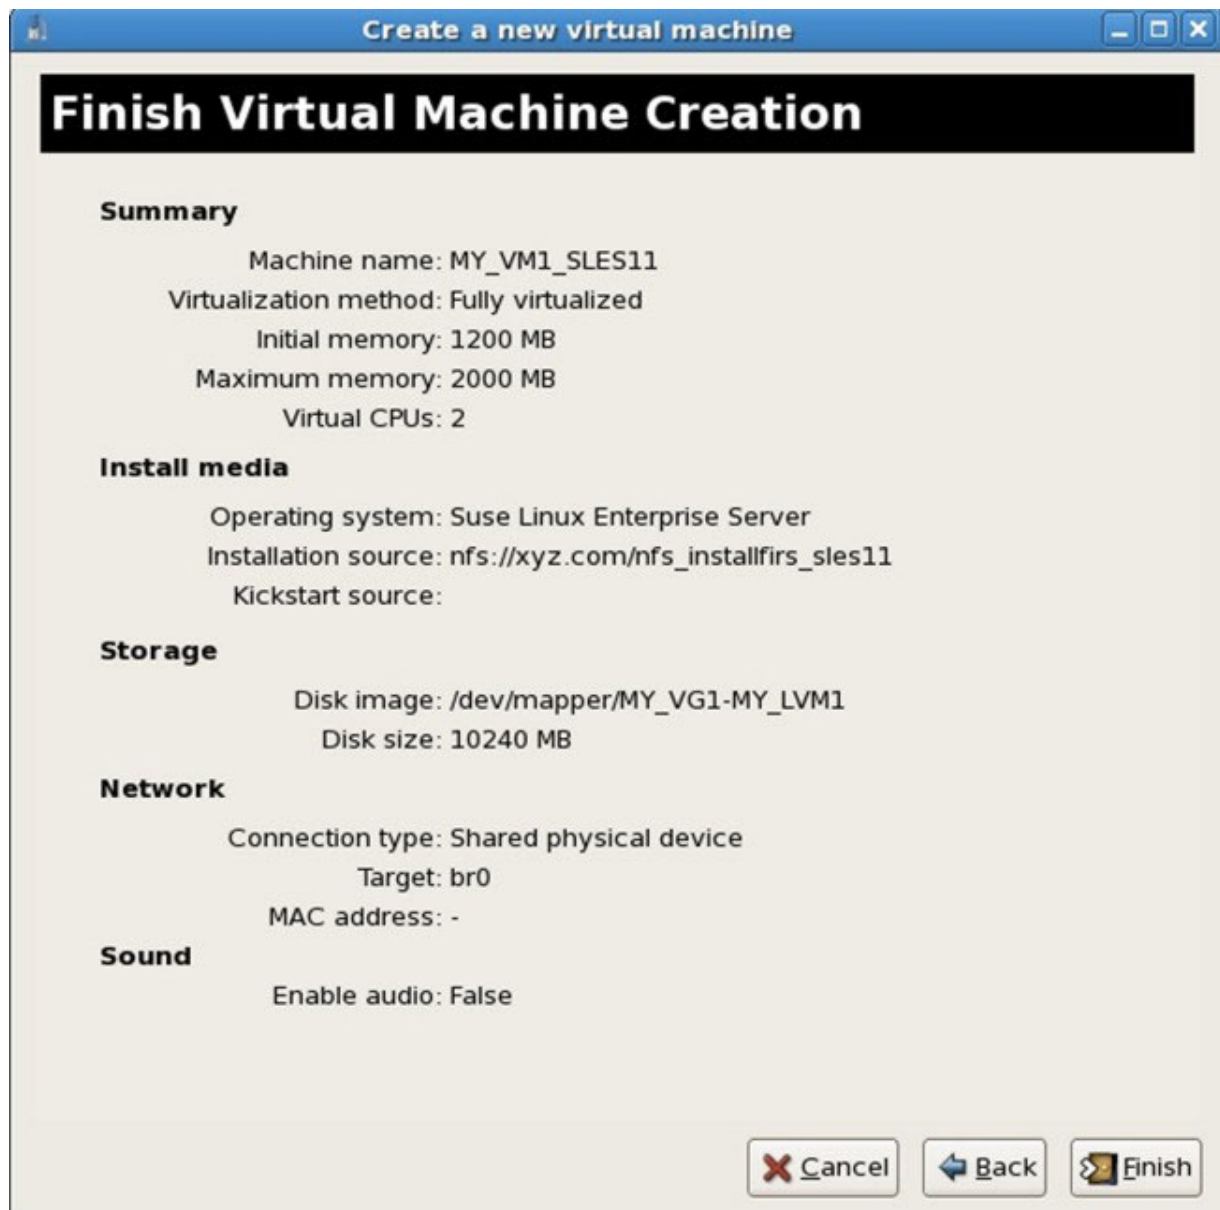 Create a new virtual machine
Finish Virtual Machine Creation
Summary
Machine name: MY_VM1_SLES11
Virtualization method: Fully virtualized
Initial memory: 1200 MB
Maximum memory: 2000 MB
Virtual CPUs: 2
Install media
Operating system: Suse Linux Enterprise Server
Installation source: nfs://xyz.com/nfs_installfirs_sles11
Kickstart source:
Storage
Disk image: /dev/mapper/MY_VG1-MY_LVM1
Disk size: 10240 MB
Network
Connection type: Shared physical device
Target: br0
MAC address: -
Sound
Enable audio: False
Cancel Back Finish